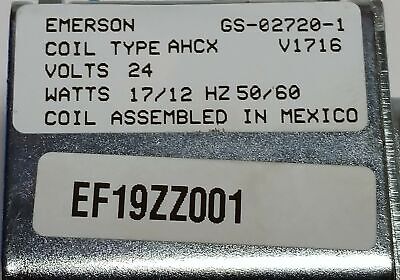 EMERSON GS-02720-1
COIL TYPE AHCX V1716
VOLTS 24
WATTS 17/12 HZ 50/60
COIL ASSEMBLED IN MEXICO
EF19ZZ001